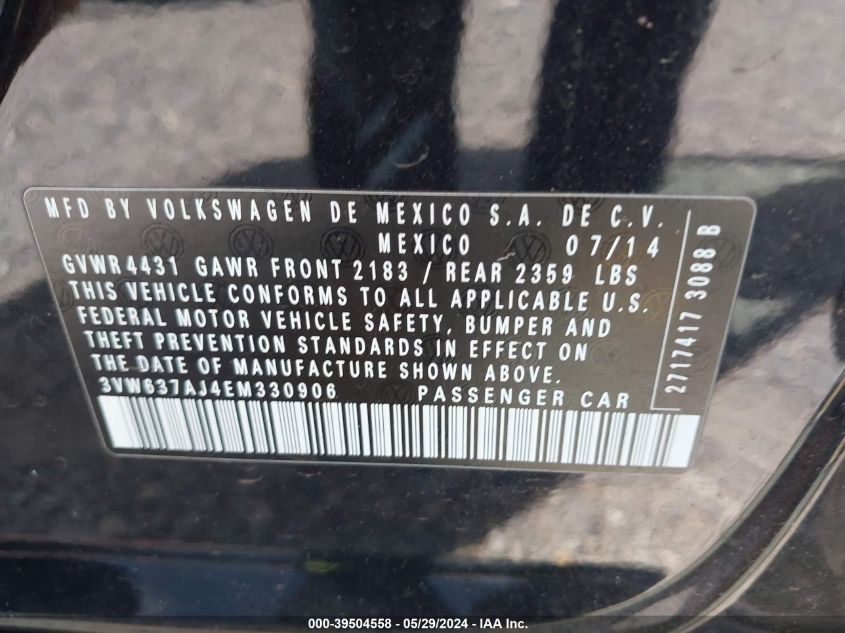 MFD BY VOLKSWAGEN DE MEXICO S.A. DE C.V.
MEXICO 07/14
GVWR 4431 GAWR FRONT 2183 / REAR 2359 LBS
THIS VEHICLE CONFORMS TO ALL APPLICABLE U.S.
FEDERAL MOTOR VEHICLE SAFETY, BUMPER AND
THEFT PREVENTION STANDARDS IN EFFECT ON
THE DATE OF MANUFACTURE SHOWN ABOVE.
3VW637AJ4EM330906 PASSENGER CAR
2717417 3088 B
000-39504558 - 05/29/2024 - IAA Inc.